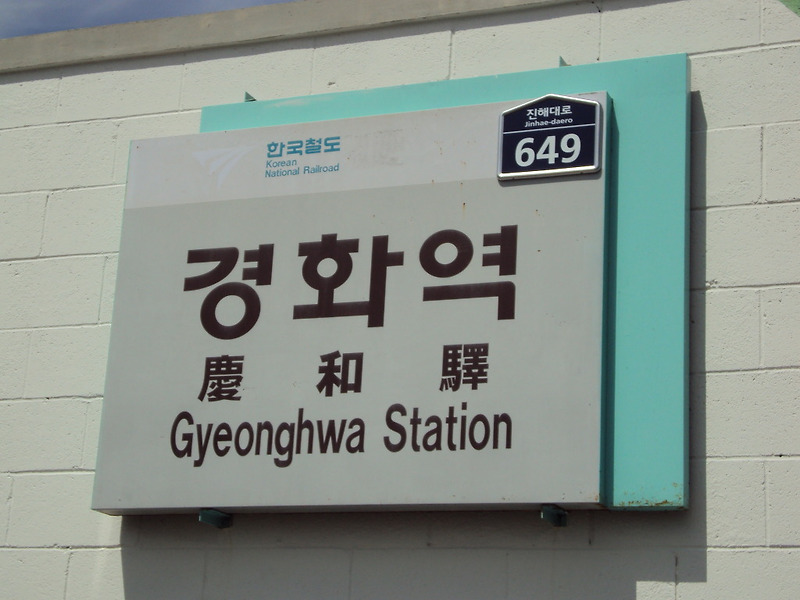 한국철도
Korean
National Railroad
진해대로
Jinhae-daero
649
경화역
慶和驛
Gyeonghwa Station